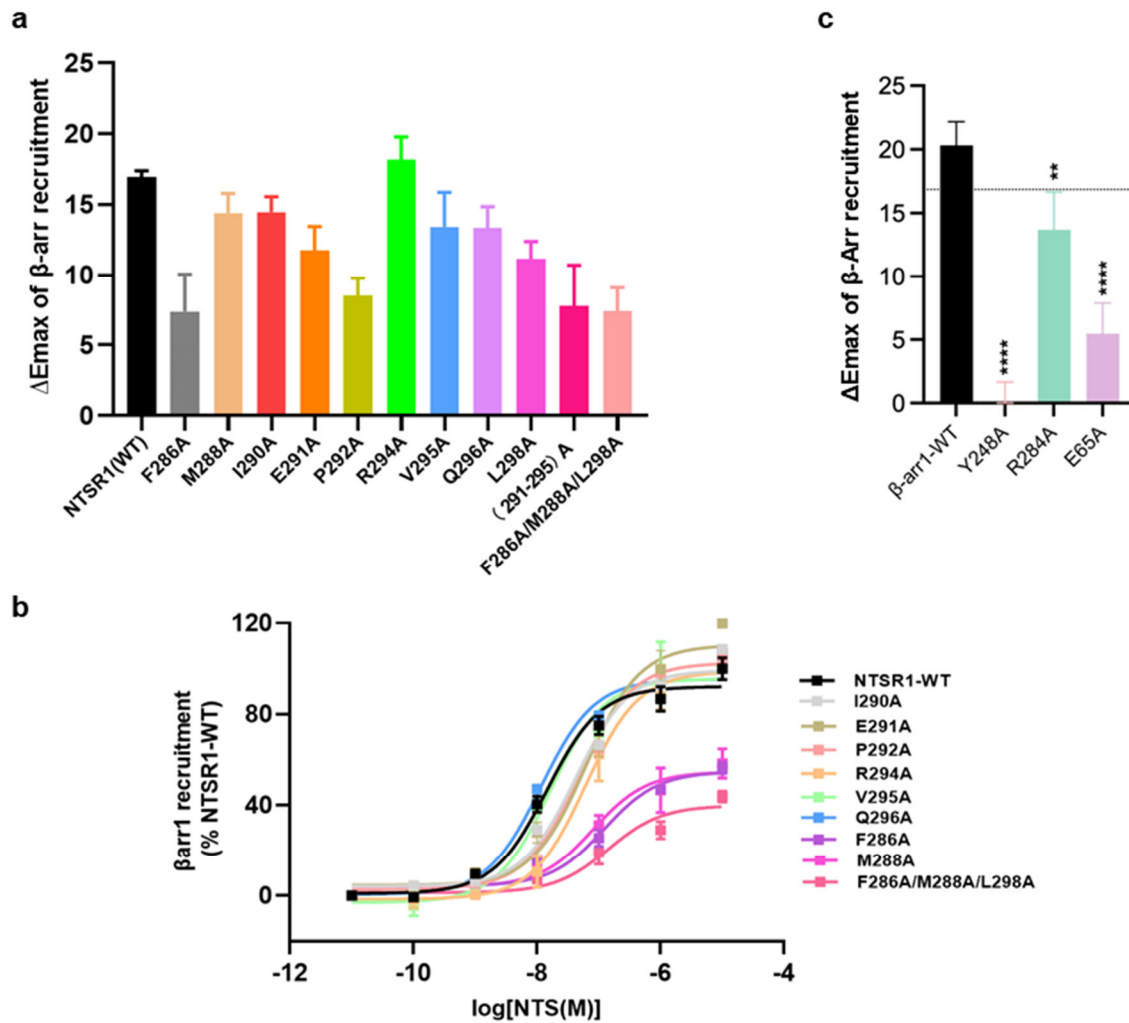 a
ΔEmax of β-arr recruitment
25
20
15
10
5
0
NTSR1(WT)
F286A
M288A
I290A
E291A
P292A
R294A
V295A
Q296A
L298A
(291-295) A
F286A/M288A/L298A
c
ΔEmax of β-Arr recruitment
25
20
15
10
5
0
****
**
****
β-arr1-WT
Y248A
R284A
E65A
b
βarr1 recruitment
(% NTSR1-WT)
120
80
40
0
-12
-10
-8
-6
-4
log[NTS(M)]
NTSR1-WT
I290A
E291A
P292A
R294A
V295A
Q296A
F286A
M288A
F286A/M288A/L298A